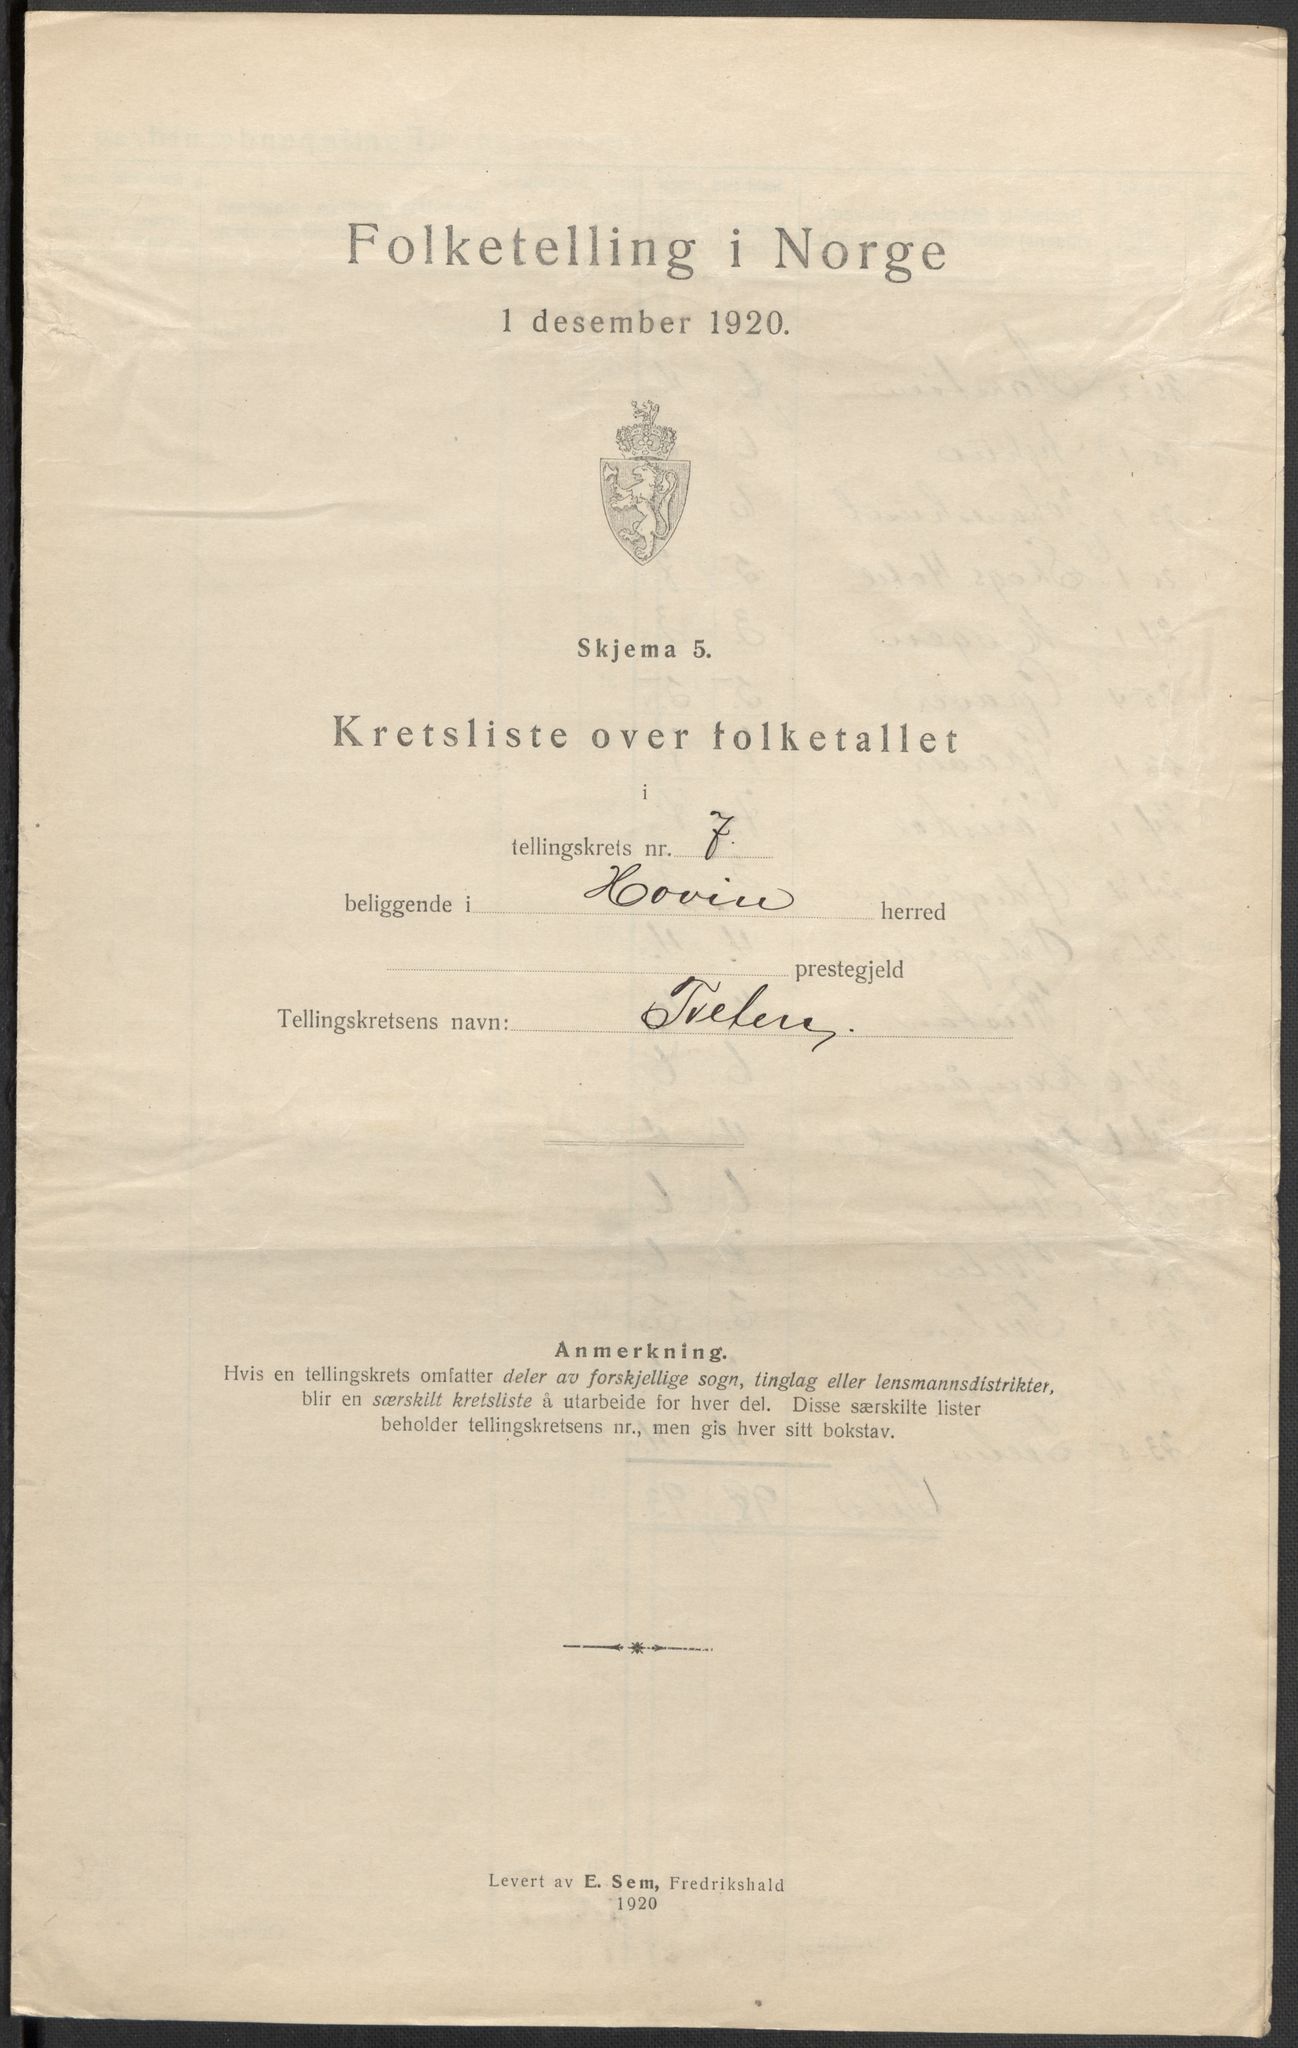 Folketelling i Norge
1 desember 1920.
Skjema 5.
Kretsliste over folketallet
i
tellingskrets nr. 7.
beliggende i Hovin herred
prestegjeld
Tellingskretsens navn: Tveten.
Anmerkning.
Hvis en tellingskrets omfatter deler av forskjellige sogn, tinglag eller lensmannsdistrikter,
blir en særskilt kretsliste å utarbeide for hver del. Disse særskilte lister
beholder tellingskretsens nr., men gis hver sitt bokstav.
Levert av E. Sem, Fredrikshald
1920